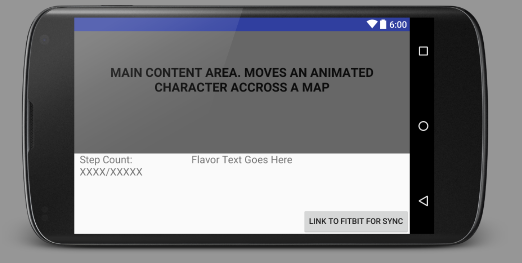 6:00
MAIN CONTENT AREA. MOVES AN ANIMATED
CHARACTER ACCROSS A MAP
Step Count:
XXXX/XXXXX
Flavor Text Goes Here
LINK TO FITBIT FOR SYNC